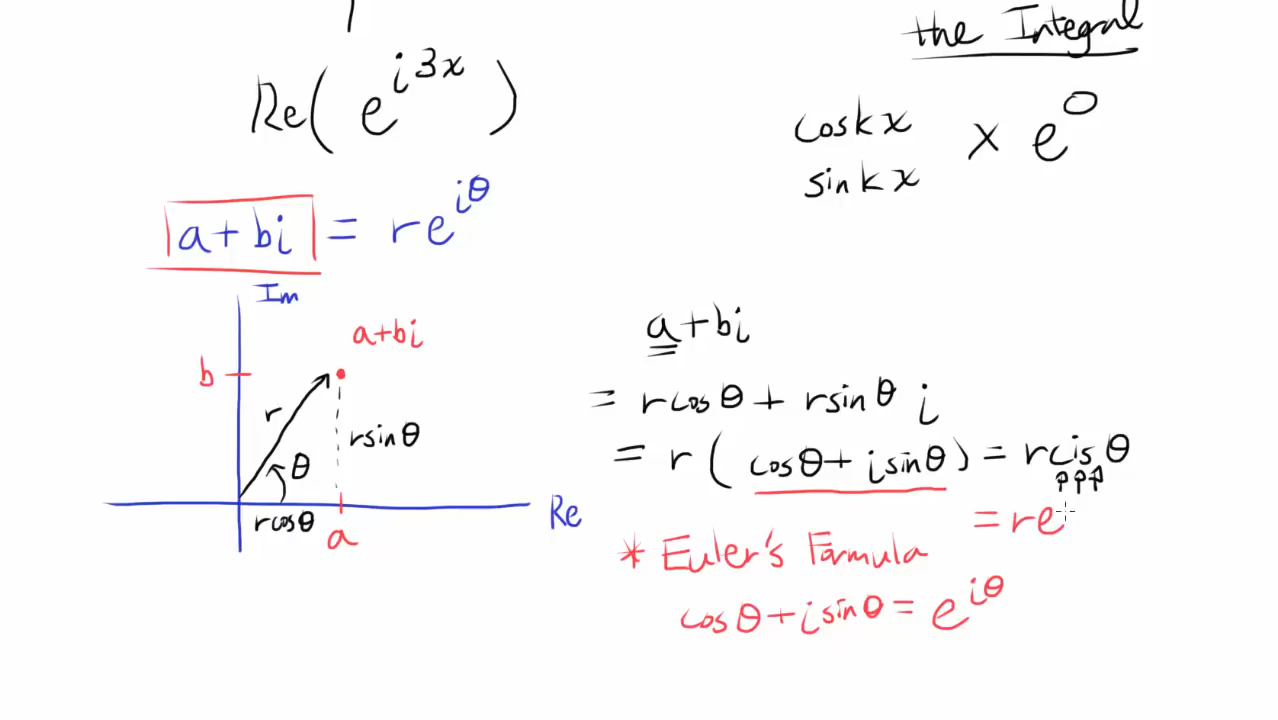 the Integral
Re( e^{i3x} )
cos kx
sin kx
× e^{()}
a+bi = re^{iθ}
Im
a+bi
b
r
rsinθ
θ
rcosθ
a
Re
a+bi
= rcosθ + rsinθ i
= r ( cosθ + isinθ ) = rcisθ
= re
* Euler's Formula
cosθ + isinθ = e^{iθ}